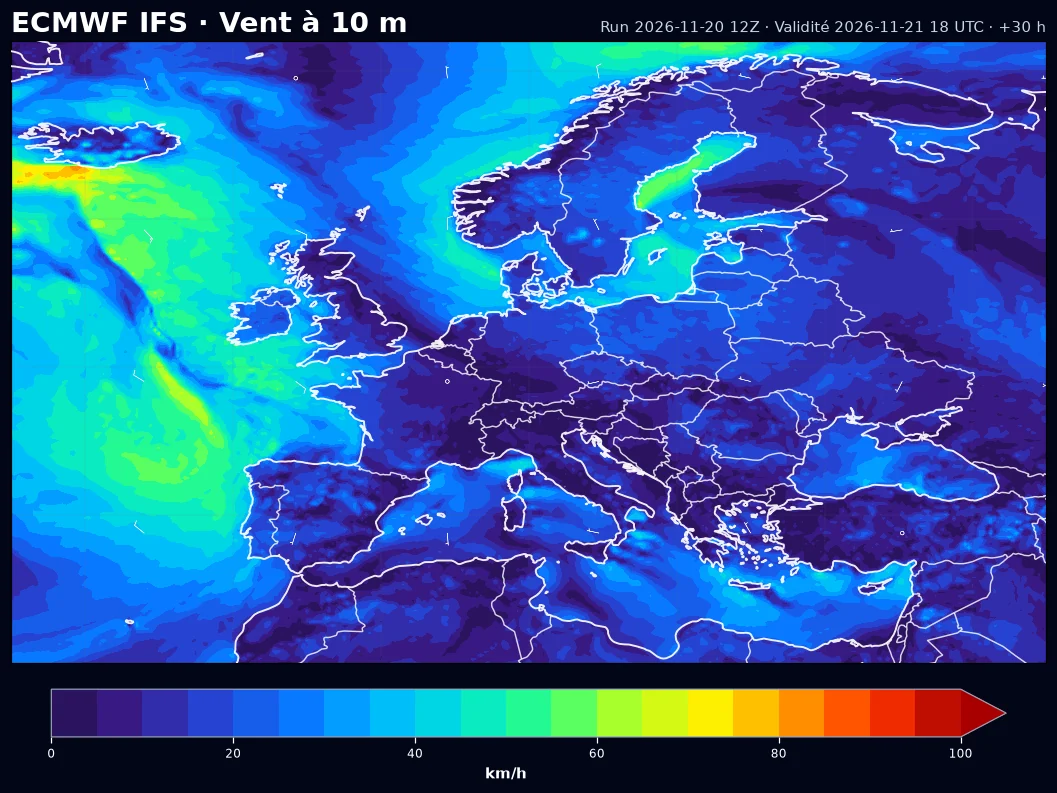 ECMWF IFS · Vent à 10 m
Run 2026-11-20 12Z · Validité 2026-11-21 18 UTC · +30 h
0 20 40 60 80 100
km/h